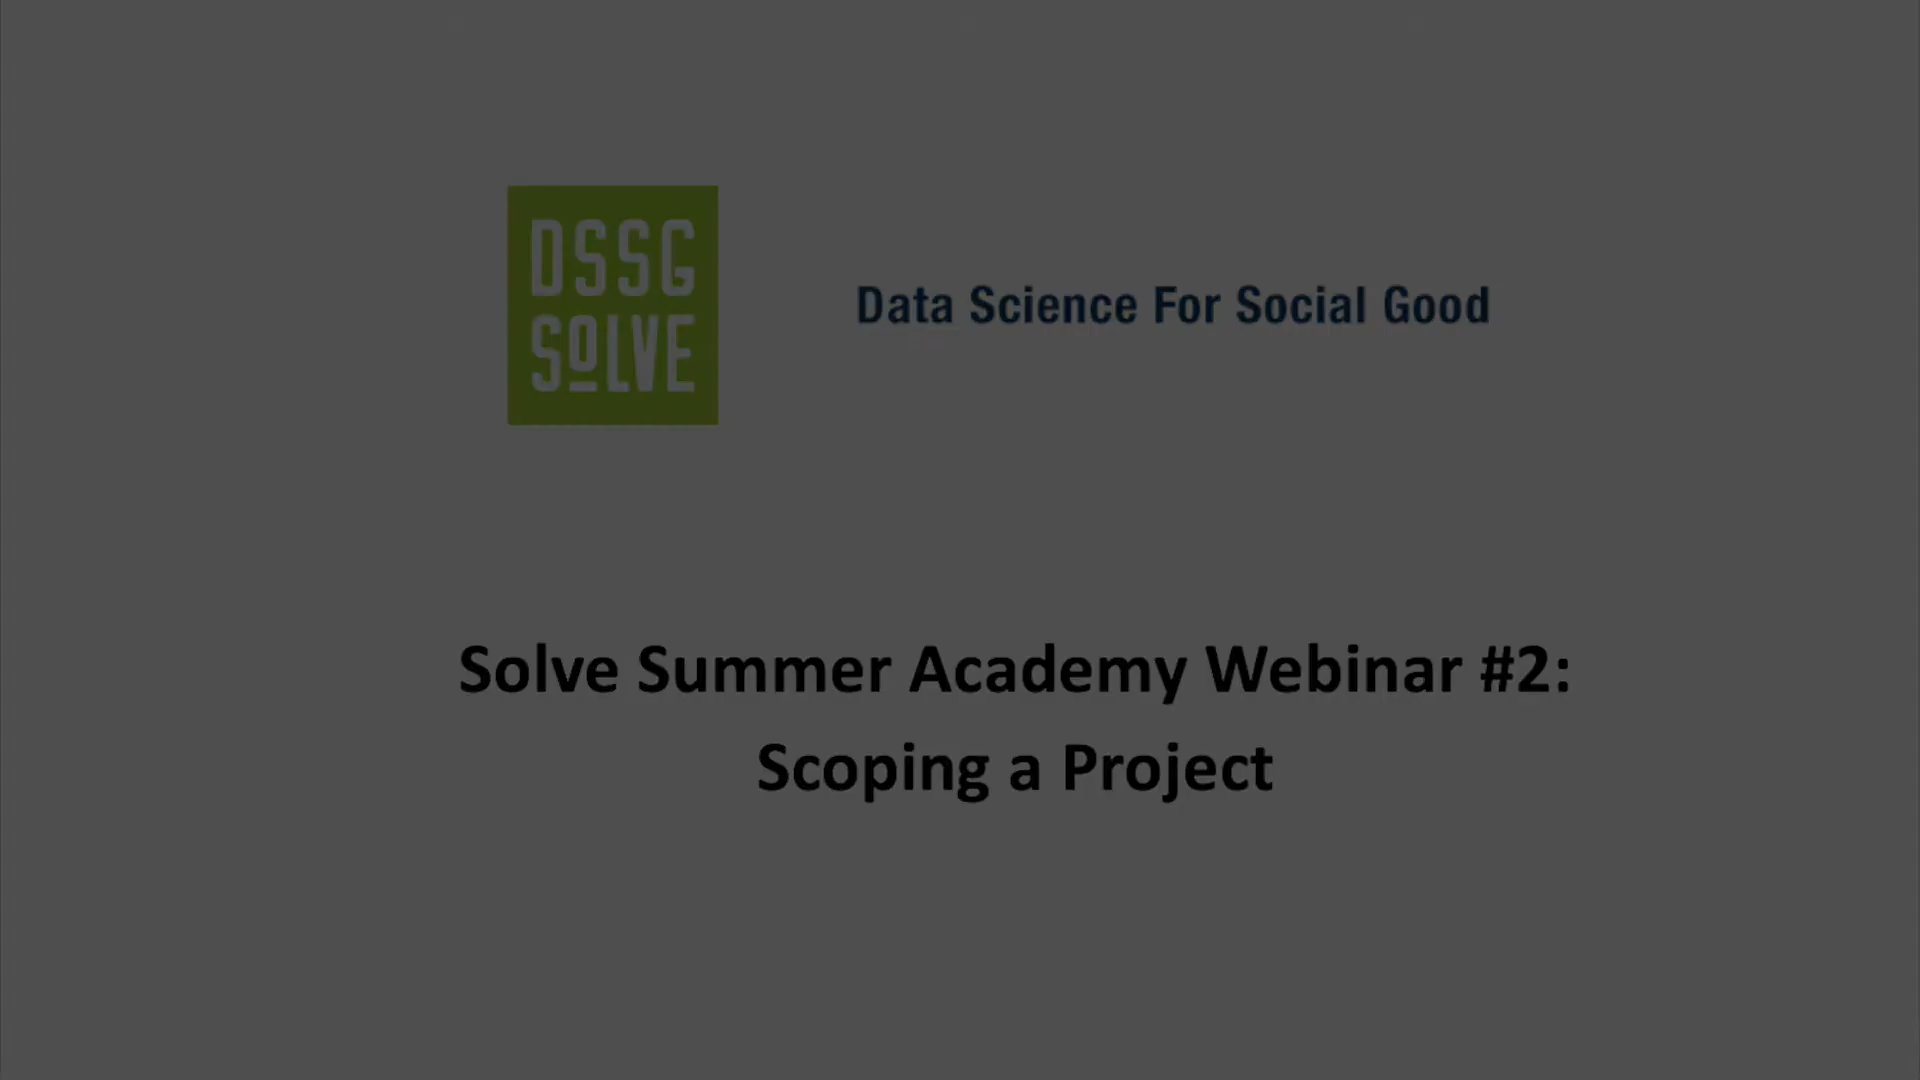 DSSG
SOLVE
Data Science For Social Good
Solve Summer Academy Webinar #2:
Scoping a Project